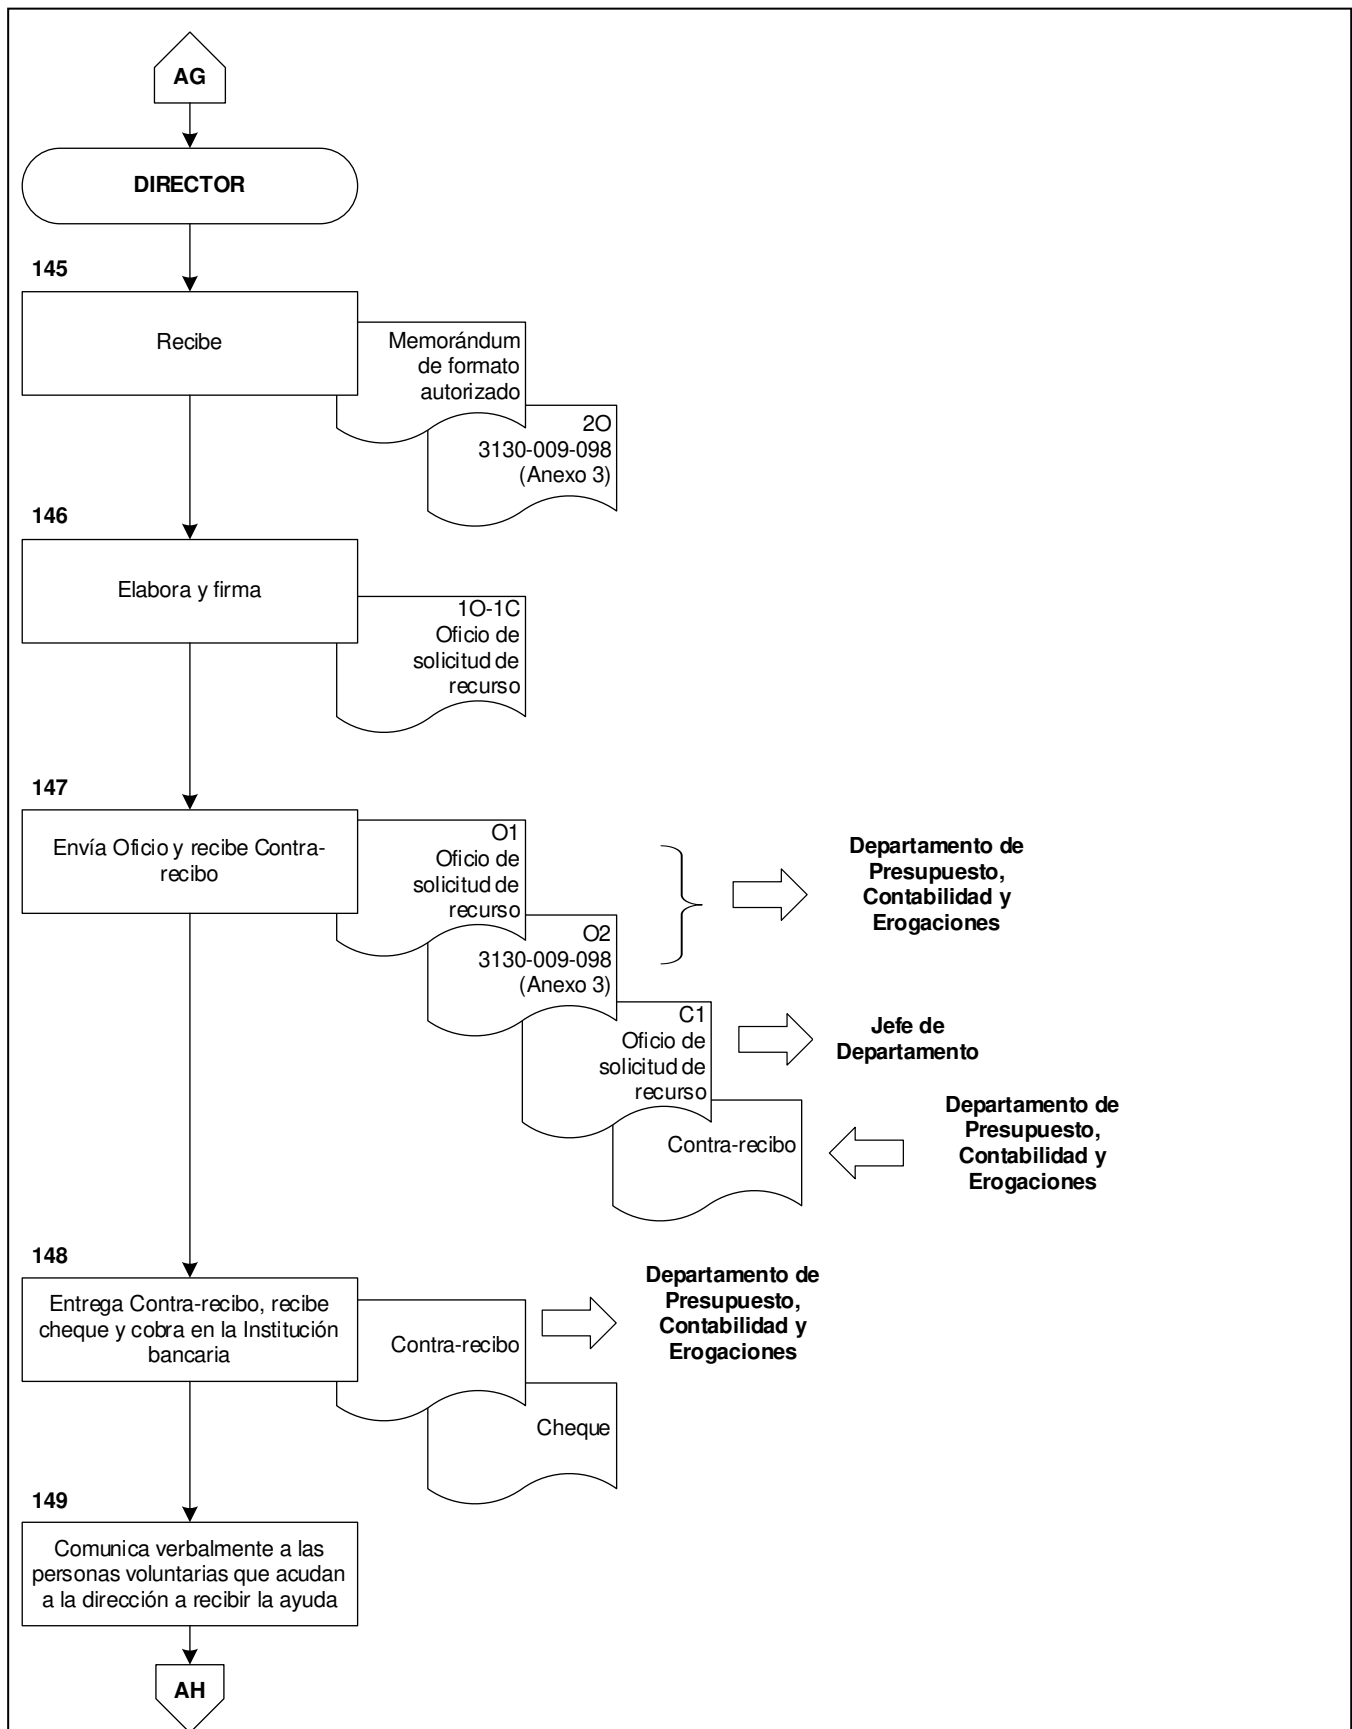 AG
DIRECTOR
145
Recibe
Memorándum
de formato
autorizado
2O
3130-009-098
(Anexo 3)
146
Elabora y firma
1O-1C
Oficio de
solicitud de
recurso
147
Envía Oficio y recibe Contra-
recibo
O1
Oficio de
solicitud de
recurso
O2
3130-009-098
(Anexo 3)
Departamento de
Presupuesto,
Contabilidad y
Erogaciones
C1
Oficio de
solicitud de
recurso
Jefe de
Departamento
Contra-recibo
Departamento de
Presupuesto,
Contabilidad y
Erogaciones
148
Entrega Contra-recibo, recibe
cheque y cobra en la Institución
bancaria
Contra-recibo
Departamento de
Presupuesto,
Contabilidad y
Erogaciones
Cheque
149
Comunica verbalmente a las
personas voluntarias que acudan
a la dirección a recibir la ayuda
AH